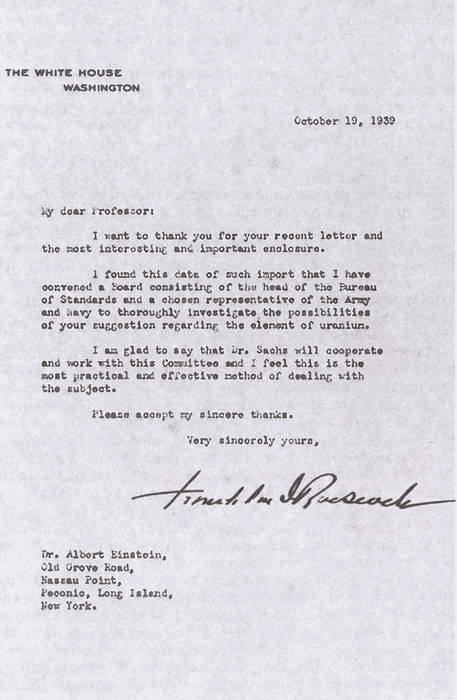 THE WHITE HOUSE
WASHINGTON
October 19, 1939
My dear Professor:
I want to thank you for your recent letter and
the most interesting and important enclosure.
I found this data of such import that I have
convened a Board consisting of the head of the Bureau
of Standards and a chosen representative of the Army
and Navy to thoroughly investigate the possibilities
of your suggestion regarding the element of uranium.
I am glad to say that Dr. Sachs will cooperate
and work with this Committee and I feel this is the
most practical and effective method of dealing with
the subject.
Please accept my sincere thanks.
Very sincerely yours,
Franklin D Roosevelt
Dr. Albert Einstein,
Old Grove Road,
Nassau Point,
Peconic, Long Island,
New York.